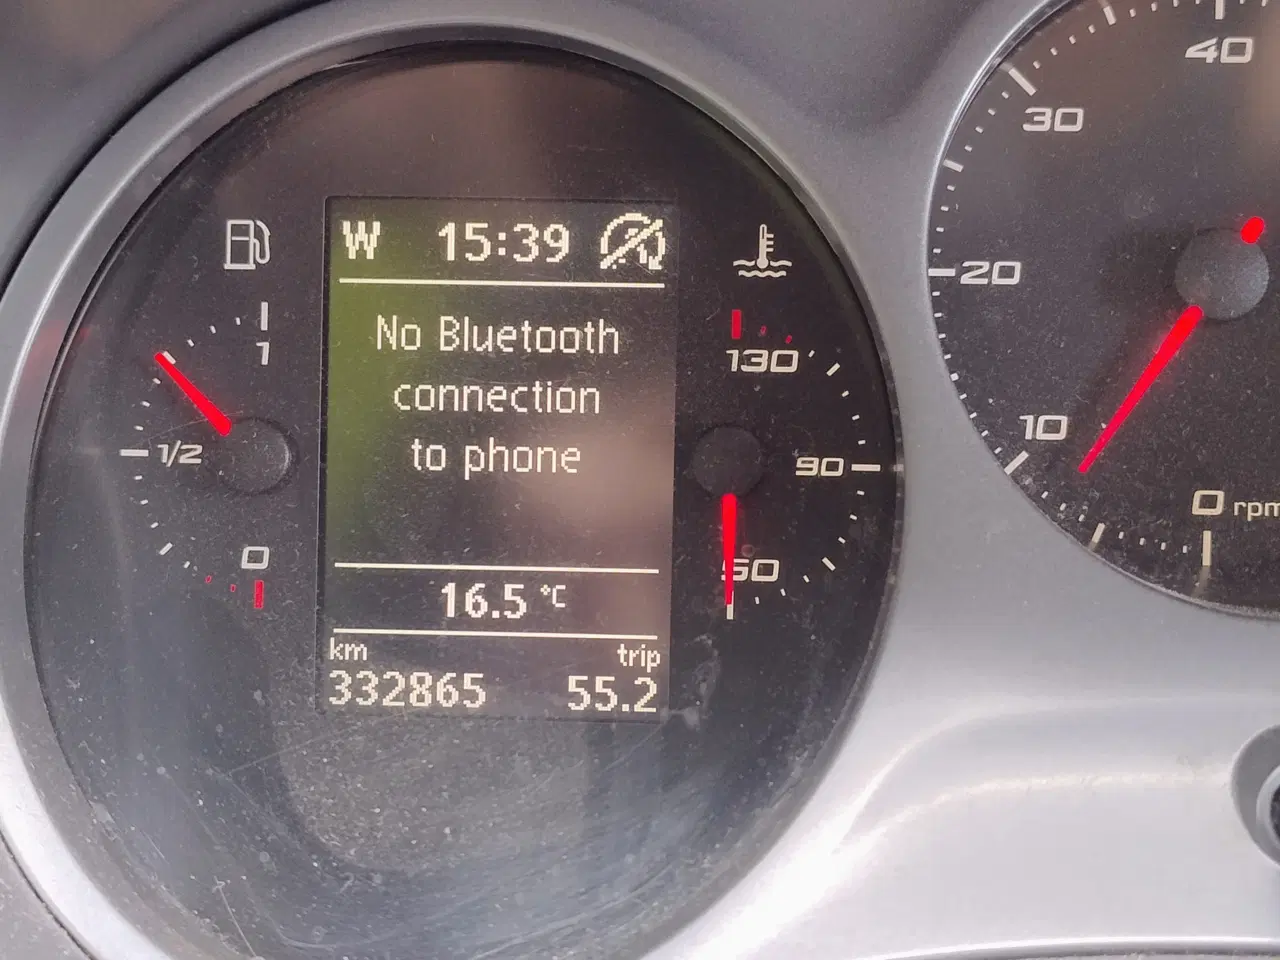 W 15:39
No Bluetooth
connection
to phone
16.5 °C
km trip
332865 55.2
1
1/2
0
130
90
50
40
30
20
10
0 rpm